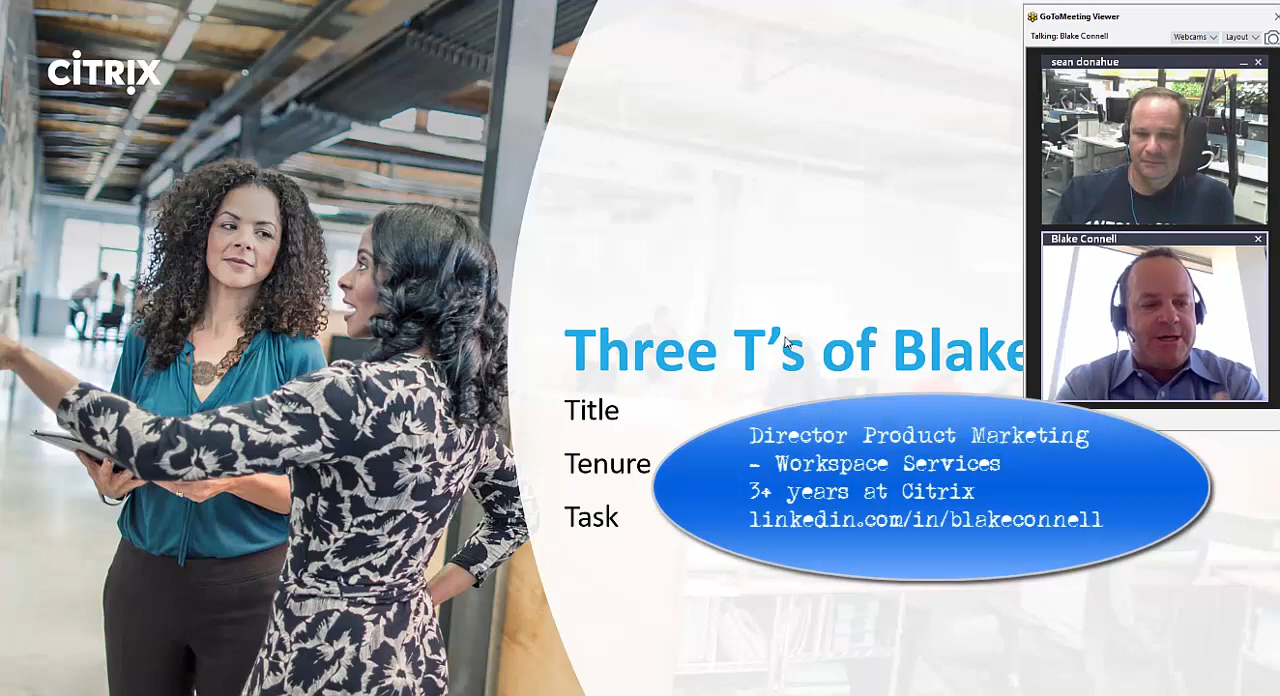 CITRIX
GoToMeeting Viewer
Talking: Blake Connell
Webcams
Layout
sean donahue
Blake Connell
Three T's of Blake
Title
Tenure
Task
Director Product Marketing
- Workspace Services
3+ years at Citrix
linkedin.com/in/blakeconnell